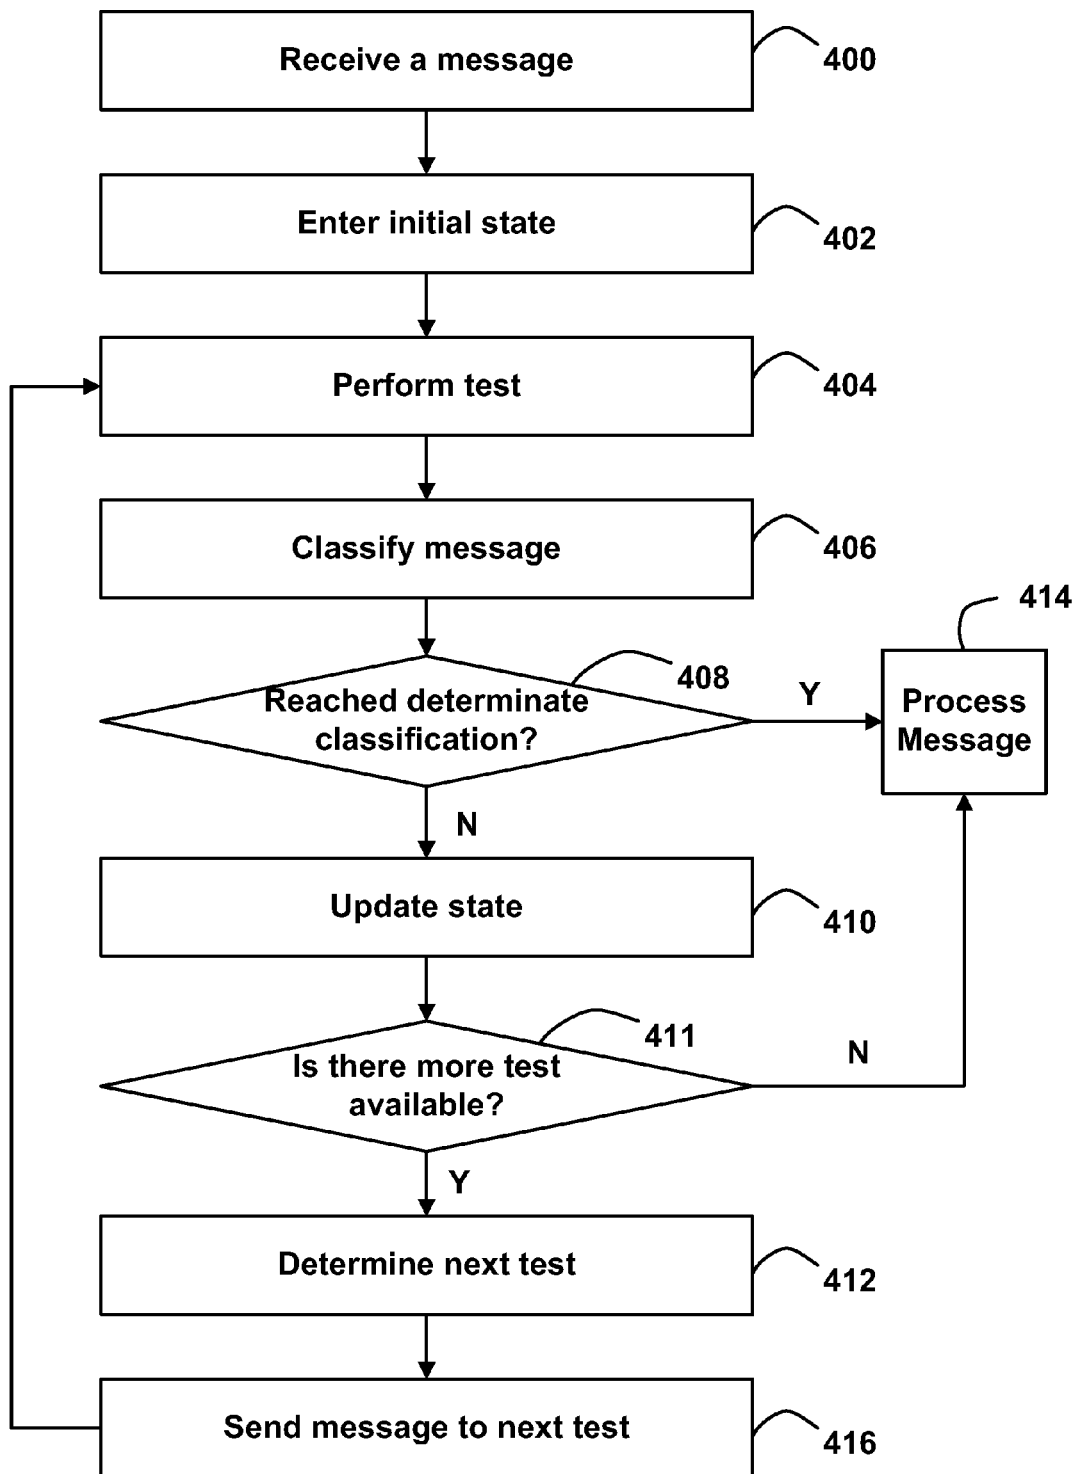 Receive a message
400
Enter initial state
402
Perform test
404
Classify message
406
414
Reached determinate
classification?
408
Y
Process
Message
N
Update state
410
Is there more test
available?
411
N
Y
Determine next test
412
Send message to next test
416